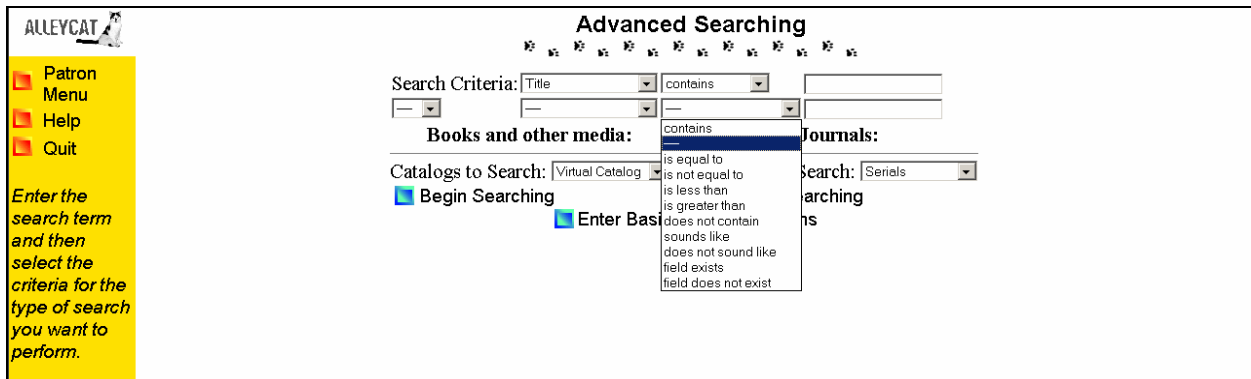 ALLEYCAT
Patron
Menu
Help
Quit
Enter the
search term
and then
select the
criteria for the
type of search
you want to
perform.
Advanced Searching
Search Criteria: Title contains
— — —
contains
—
is equal to
is not equal to
is less than
is greater than
does not contain
sounds like
does not sound like
field exists
field does not exist
Books and other media: Journals:
Catalogs to Search: Virtual Catalog Search: Serials
Begin Searching
Enter